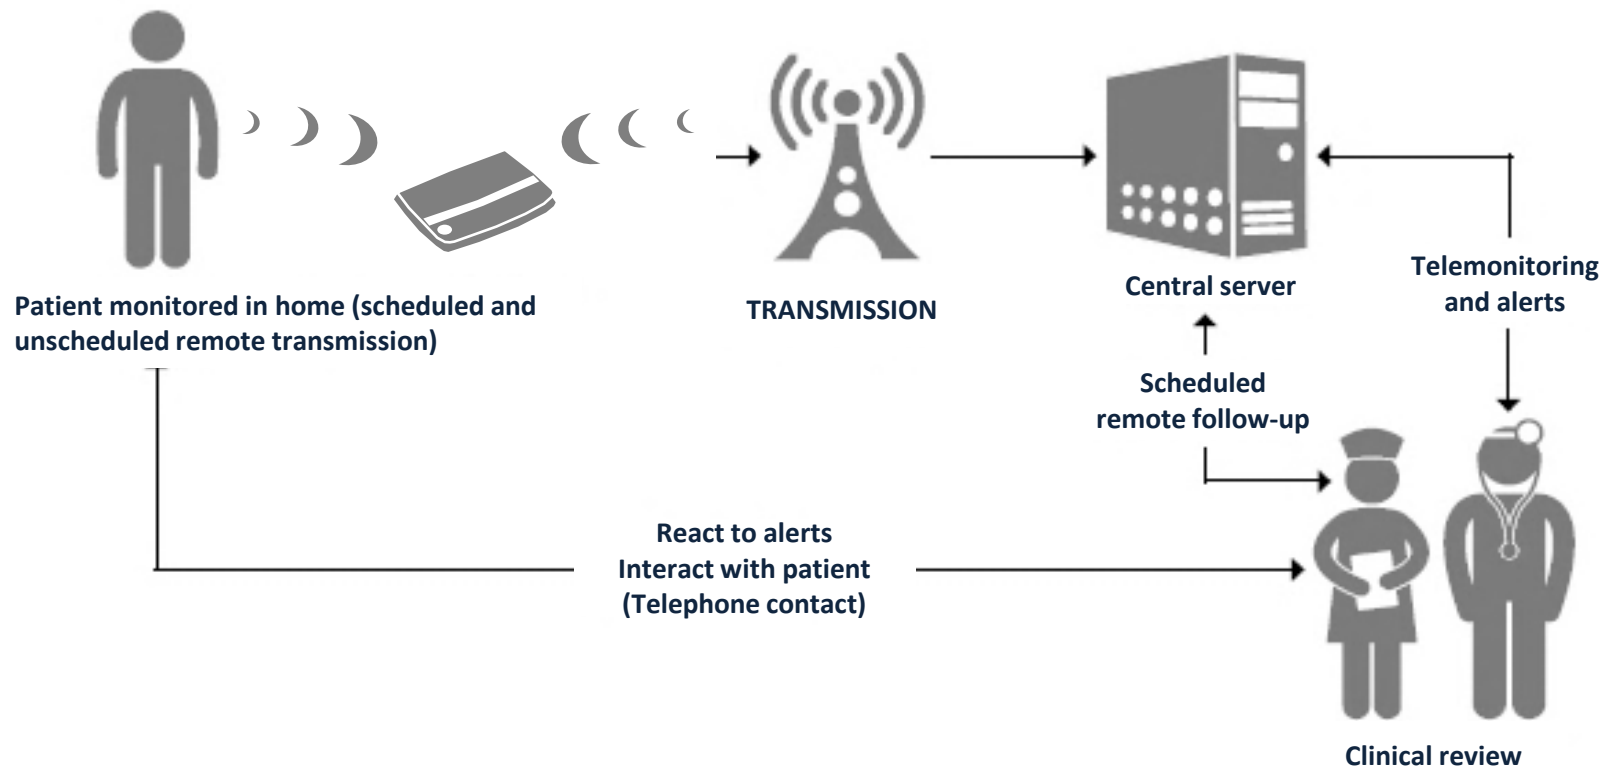 Patient monitored in home (scheduled and
unscheduled remote transmission)
TRANSMISSION
Central server
Telemonitoring
and alerts
Scheduled
remote follow-up
React to alerts
Interact with patient
(Telephone contact)
Clinical review